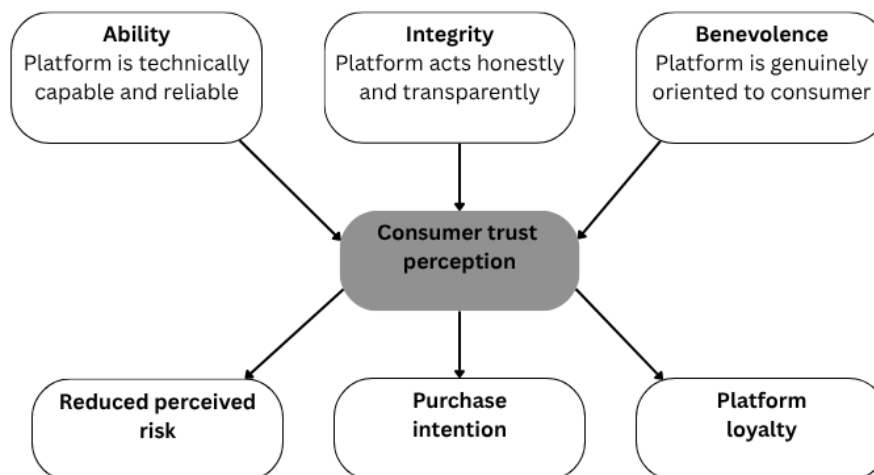 Ability
Platform is technically
capable and reliable
Integrity
Platform acts honestly
and transparently
Benevolence
Platform is genuinely
oriented to consumer
Consumer trust
perception
Reduced perceived
risk
Purchase
intention
Platform
loyalty